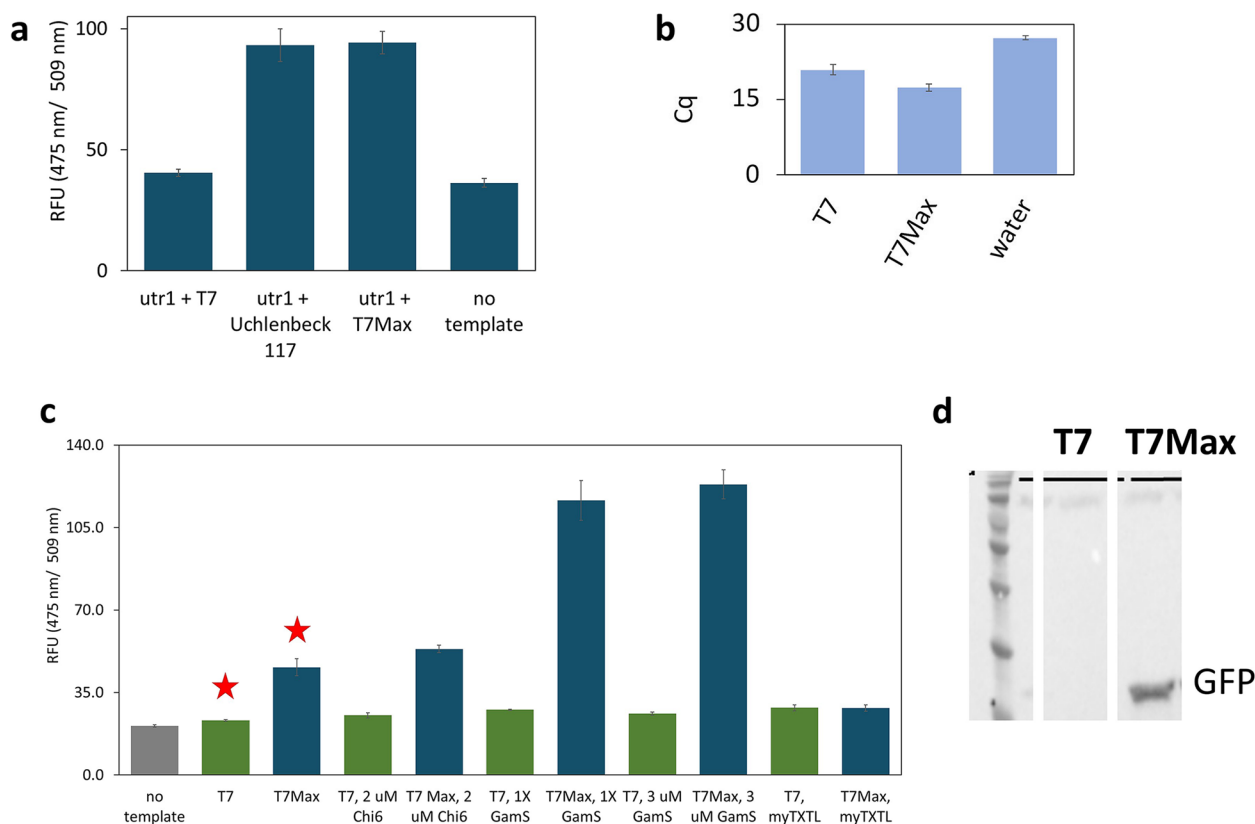 a
RFU (475 nm/ 509 nm)
100
50
0
utr1 + T7
utr1 +
Uchlenbeck
117
utr1 +
T7Max
no
template
b
Cq
30
15
0
T7
T7Max
water
c
RFU (475 nm/ 509 nm)
140.0
105.0
70.0
35.0
0.0
no
template
T7
T7Max
T7, 2 uM
Chi6
T7 Max, 2
uM Chi6
T7, 1X
GamS
T7Max, 1X
GamS
T7, 3 uM
GamS
T7Max, 3
uM GamS
T7,
myTXTL
T7Max,
myTXTL
d
T7
T7Max
GFP